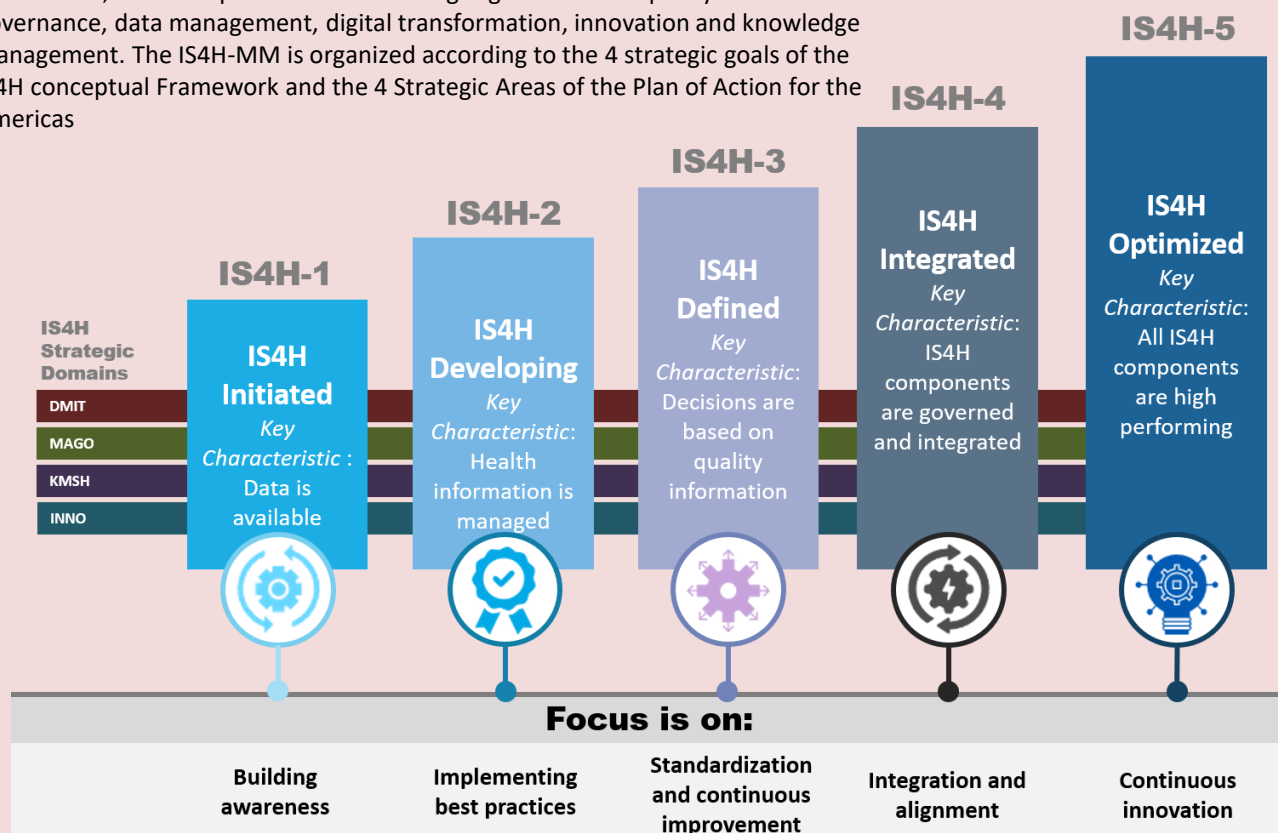 governance, data management, digital transformation, innovation and knowledge
management. The IS4H-MM is organized according to the 4 strategic goals of the
IS4H conceptual Framework and the 4 Strategic Areas of the Plan of Action for the
Americas
IS4H-5
IS4H-4
IS4H-3
IS4H-2
IS4H-1
IS4H
Strategic
Domains
DMIT
MAGO
KMSH
INNO
IS4H
Initiated
Key
Characteristic :
Data is
available
IS4H
Developing
Key
Characteristic:
Health
information is
managed
IS4H
Defined
Key
Characteristic:
Decisions are
based on
quality
information
IS4H
Integrated
Key
Characteristic:
IS4H
components
are governed
and integrated
IS4H
Optimized
Key
Characteristic:
All IS4H
components
are high
performing
Focus is on:
Building
awareness
Implementing
best practices
Standardization
and continuous
improvement
Integration and
alignment
Continuous
innovation